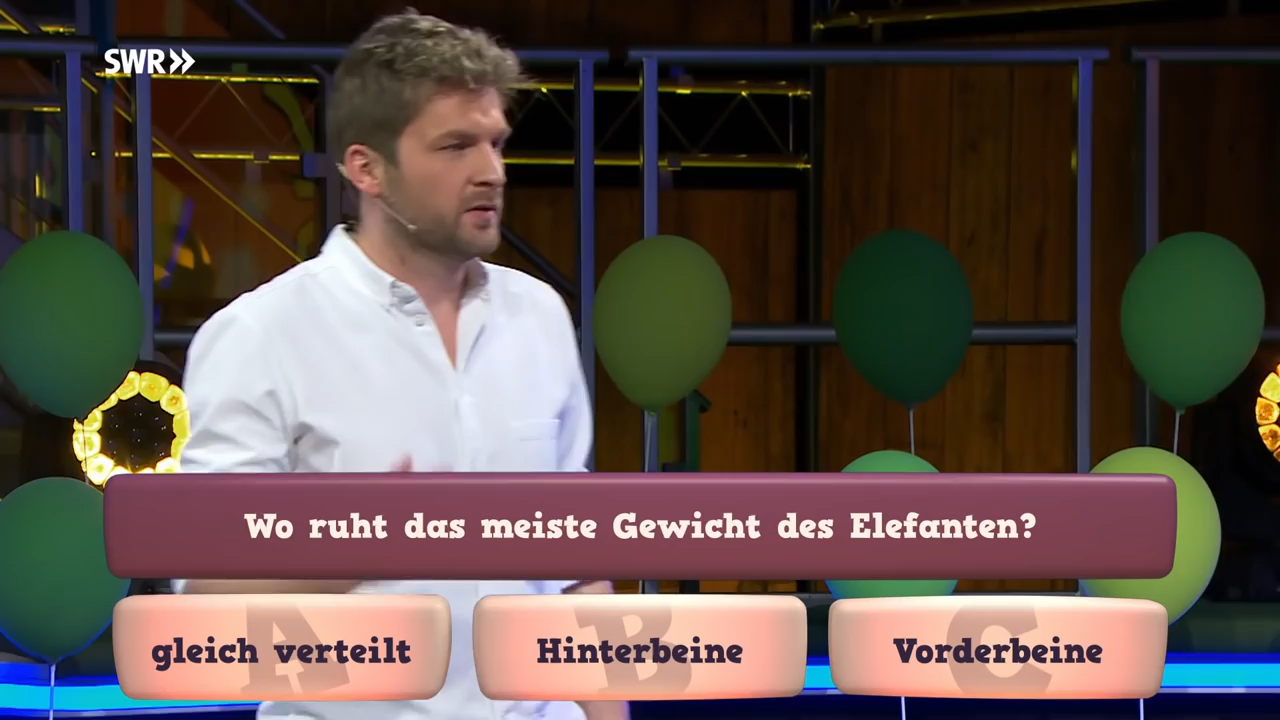 SWR
Wo ruht das meiste Gewicht des Elefanten?
A gleich verteilt
B Hinterbeine
C Vorderbeine